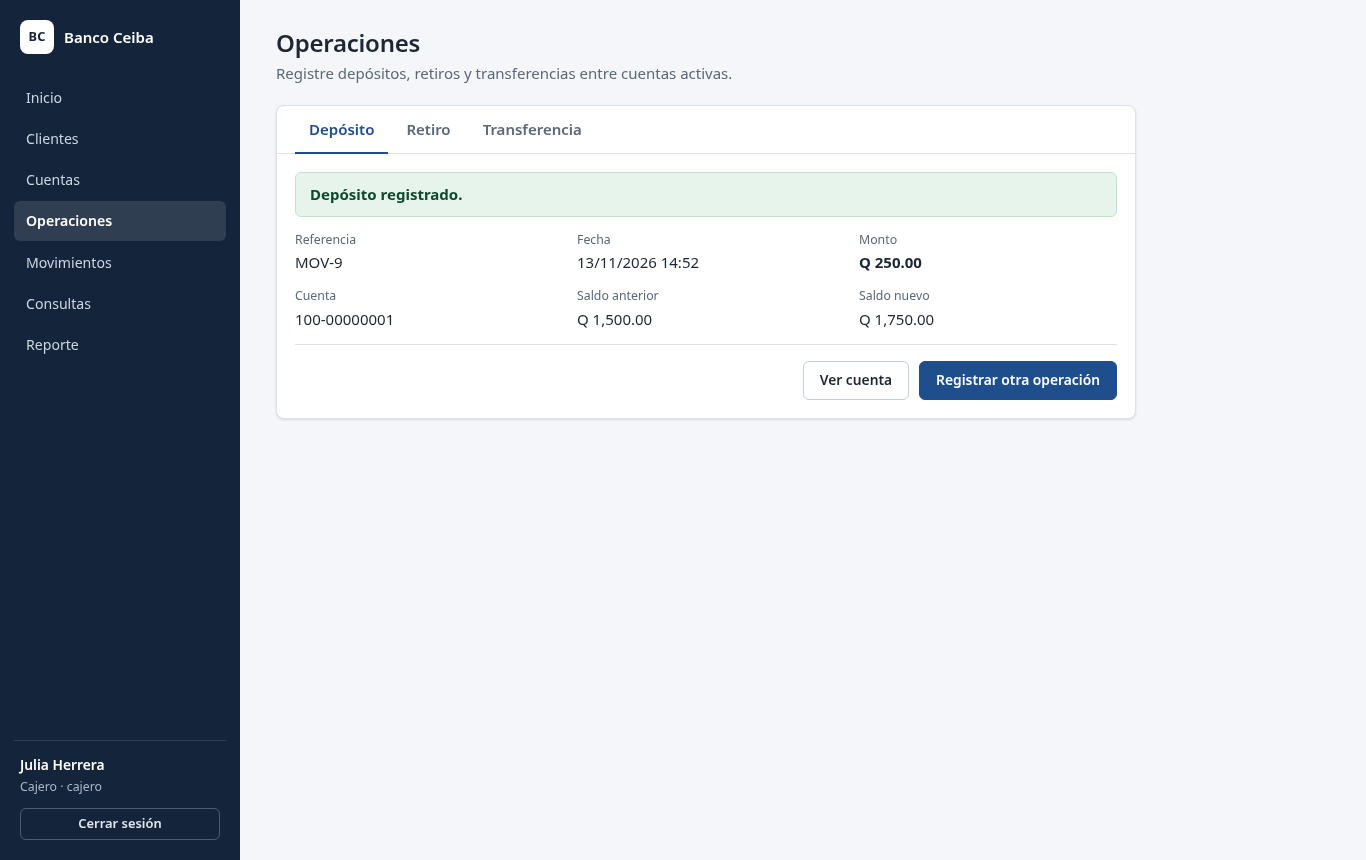 BC
Banco Ceiba
Inicio
Clientes
Cuentas
Operaciones
Movimientos
Consultas
Reporte
Julia Herrera
Cajero · cajero
Cerrar sesión
Operaciones
Registre depósitos, retiros y transferencias entre cuentas activas.
Depósito Retiro Transferencia
Depósito registrado.
Referencia Fecha Monto
MOV-9 13/11/2026 14:52 Q 250.00
Cuenta Saldo anterior Saldo nuevo
100-00000001 Q 1,500.00 Q 1,750.00
Ver cuenta Registrar otra operación